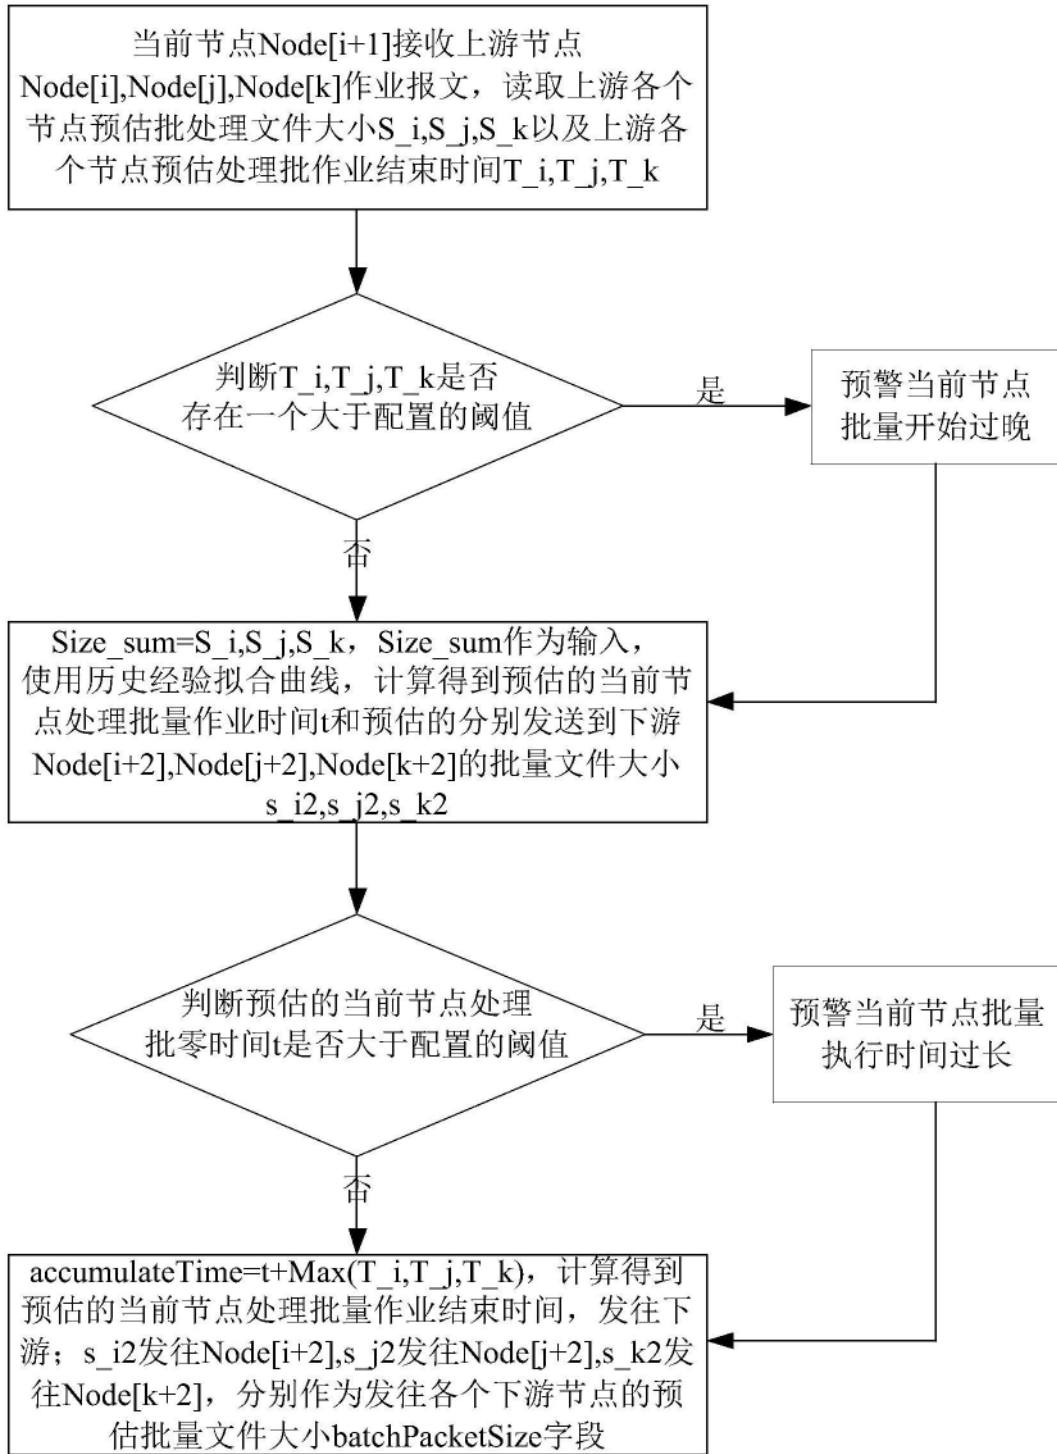 当前节点Node[i+1]接收上游节点
Node[i],Node[j],Node[k]作业报文，读取上游各个
节点预估批处理文件大小S_i,S_j,S_k以及上游各
个节点预估处理批作业结束时间T_i,T_j,T_k
判断T_i,T_j,T_k是否
存在一个大于配置的阈值
是
预警当前节点
批量开始过晚
否
Size_sum=S_i,S_j,S_k，Size_sum作为输入，
使用历史经验拟合曲线，计算得到预估的当前节
点处理批量作业时间t和预估的分别发送到下游
Node[i+2],Node[j+2],Node[k+2]的批量文件大小
s_i2,s_j2,s_k2
判断预估的当前节点处理
批零时间t是否大于配置的阈值
是
预警当前节点批量
执行时间过长
否
accumulateTime=t+Max(T_i,T_j,T_k)，计算得到
预估的当前节点处理批量作业结束时间，发往下
游；s_i2发往Node[i+2],s_j2发往Node[j+2],s_k2发
往Node[k+2]，分别作为发往各个下游节点的预
估批量文件大小batchPacketSize字段